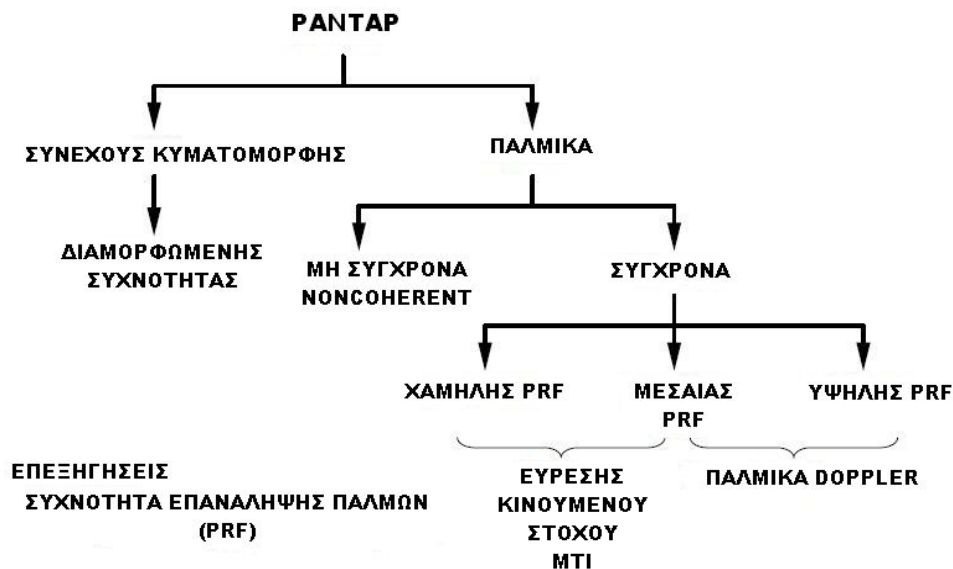 ΡΑΝΤΑΡ
ΣΥΝΕΧΟΥΣ ΚΥΜΑΤΟΜΟΡΦΗΣ
ΠΑΛΜΙΚΑ
ΔΙΑΜΟΡΦΩΜΕΝΗΣ
ΣΥΧΝΟΤΗΤΑΣ
ΜΗ ΣΥΓΧΡΟΝΑ
NONCOHERENT
ΣΥΓΧΡΟΝΑ
ΧΑΜΗΛΗΣ PRF
ΜΕΣΑΙΑΣ
PRF
ΥΨΗΛΗΣ PRF
ΕΥΡΕΣΗΣ
ΚΙΝΟΥΜΕΝΟΥ
ΣΤΟΧΟΥ
MTI
ΠΑΛΜΙΚΑ DOPPLER
ΕΠΕΞΗΓΗΣΕΙΣ
ΣΥΧΝΟΤΗΤΑ ΕΠΑΝΑΛΗΨΗΣ ΠΑΛΜΩΝ
(PRF)